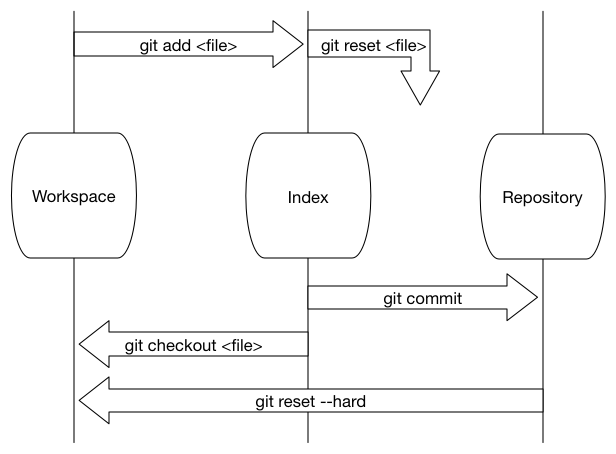 git add <file>
git reset <file>
Workspace
Index
Repository
git commit
git checkout <file>
git reset --hard